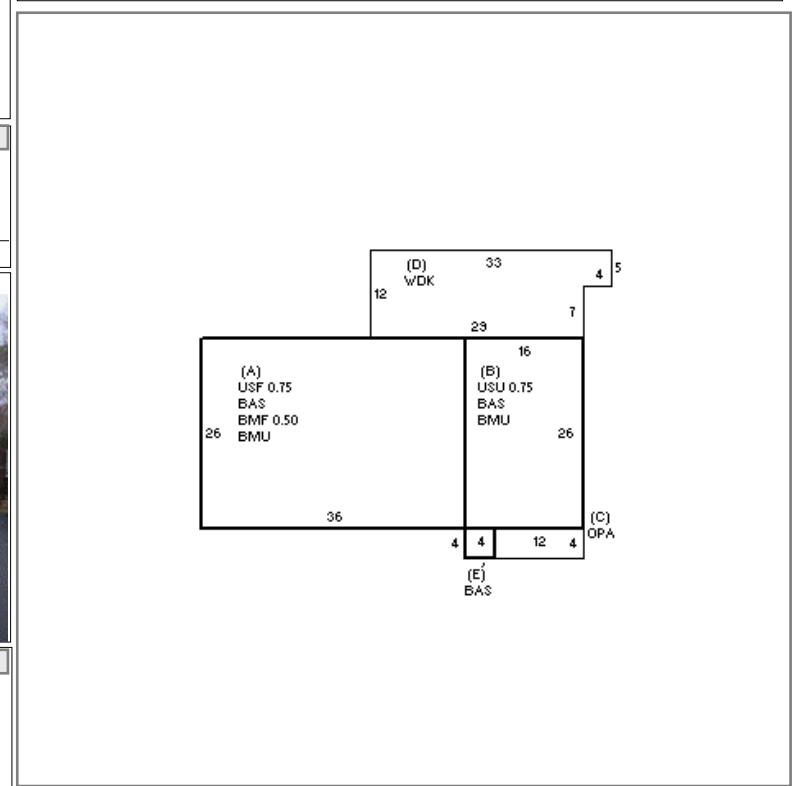 (D)
WDK
33
4
5
12
7
29
16
(A)
USF 0.75
BAS
BMF 0.50
BMU
(B)
USU 0.75
BAS
BMU
26
26
36
(C)
OPA
4
4
12
4
(E)
BAS